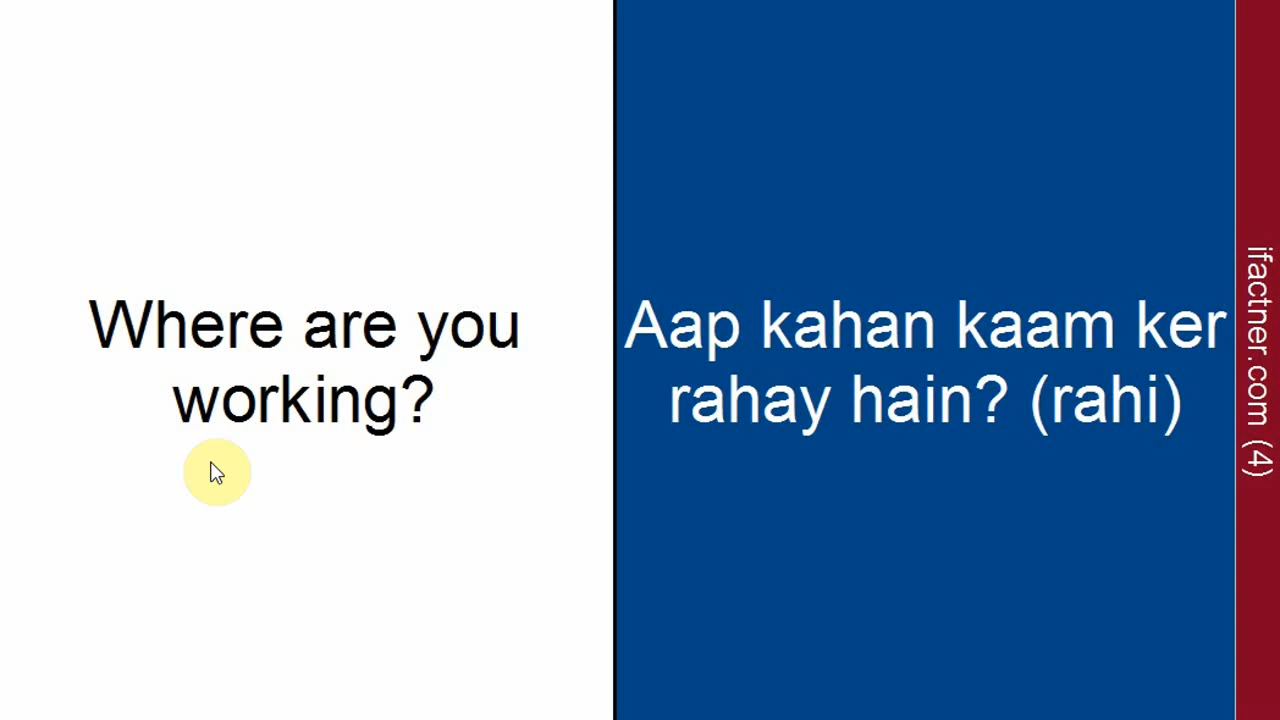 Where are you
working?
Aap kahan kaam ker
rahay hain? (rahi)
ifactner.com (4)